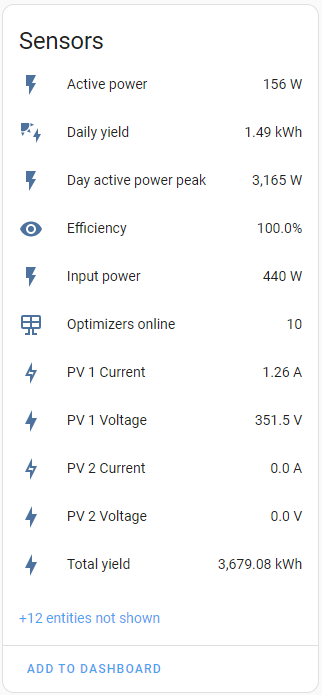 Sensors
Active power 156 W
Daily yield 1.49 kWh
Day active power peak 3,165 W
Efficiency 100.0%
Input power 440 W
Optimizers online 10
PV 1 Current 1.26 A
PV 1 Voltage 351.5 V
PV 2 Current 0.0 A
PV 2 Voltage 0.0 V
Total yield 3,679.08 kWh
+12 entities not shown
ADD TO DASHBOARD